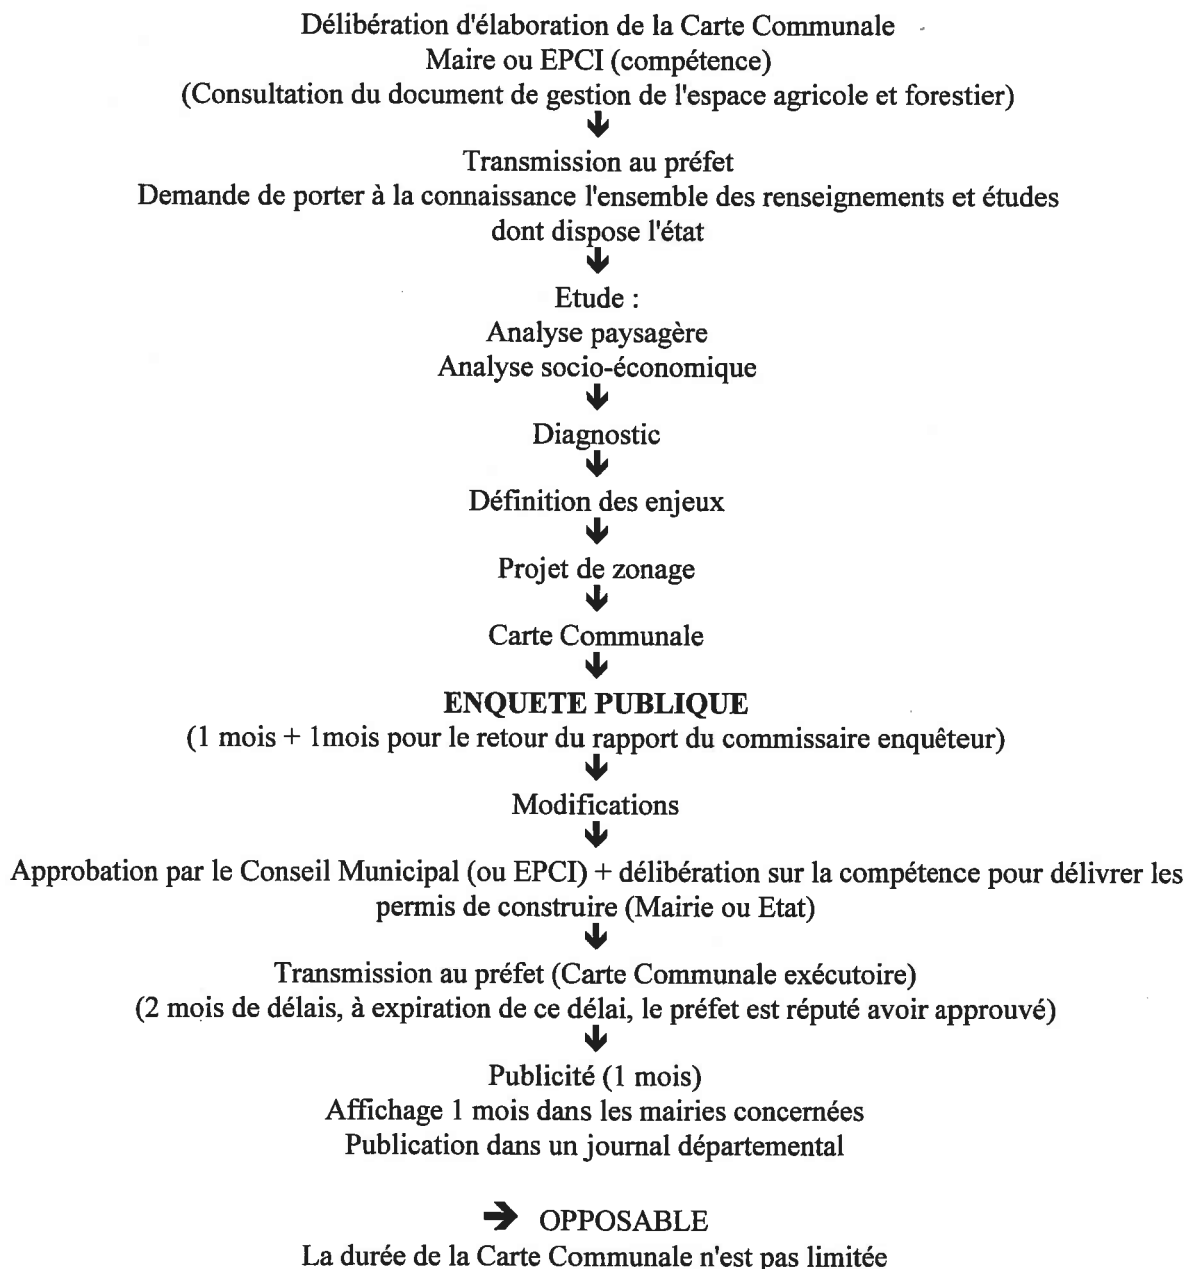 Délibération d'élaboration de la Carte Communale
Maire ou EPCI (compétence)
(Consultation du document de gestion de l'espace agricole et forestier)
🡻
Transmission au préfet
Demande de porter à la connaissance l'ensemble des renseignements et études
dont dispose l'état
🡻
Etude :
Analyse paysagère
Analyse socio-économique
🡻
Diagnostic
🡻
Définition des enjeux
🡻
Projet de zonage
🡻
Carte Communale
🡻
ENQUETE PUBLIQUE
(1 mois + 1mois pour le retour du rapport du commissaire enquêteur)
🡻
Modifications
🡻
Approbation par le Conseil Municipal (ou EPCI) + délibération sur la compétence pour délivrer les
permis de construire (Mairie ou Etat)
🡻
Transmission au préfet (Carte Communale exécutoire)
(2 mois de délais, à expiration de ce délai, le préfet est réputé avoir approuvé)
🡻
Publicité (1 mois)
Affichage 1 mois dans les mairies concernées
Publication dans un journal départemental
➔ OPPOSABLE
La durée de la Carte Communale n'est pas limitée